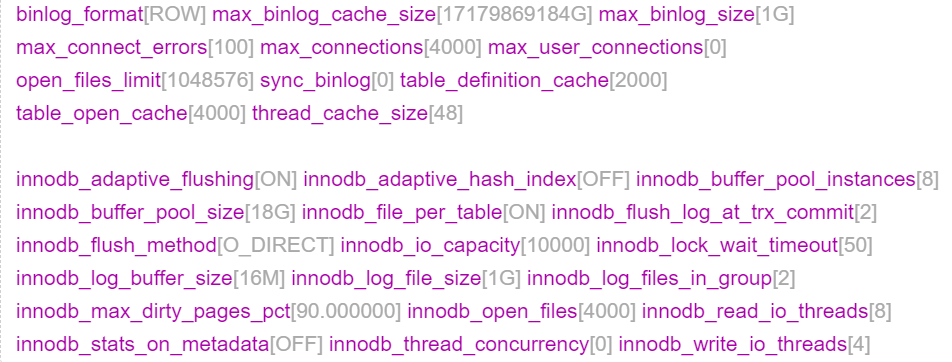 binlog_format[ROW] max_binlog_cache_size[17179869184G] max_binlog_size[1G]
max_connect_errors[100] max_connections[4000] max_user_connections[0]
open_files_limit[1048576] sync_binlog[0] table_definition_cache[2000]
table_open_cache[4000] thread_cache_size[48]
innodb_adaptive_flushing[ON] innodb_adaptive_hash_index[OFF] innodb_buffer_pool_instances[8]
innodb_buffer_pool_size[18G] innodb_file_per_table[ON] innodb_flush_log_at_trx_commit[2]
innodb_flush_method[O_DIRECT] innodb_io_capacity[10000] innodb_lock_wait_timeout[50]
innodb_log_buffer_size[16M] innodb_log_file_size[1G] innodb_log_files_in_group[2]
innodb_max_dirty_pages_pct[90.000000] innodb_open_files[4000] innodb_read_io_threads[8]
innodb_stats_on_metadata[OFF] innodb_thread_concurrency[0] innodb_write_io_threads[4]